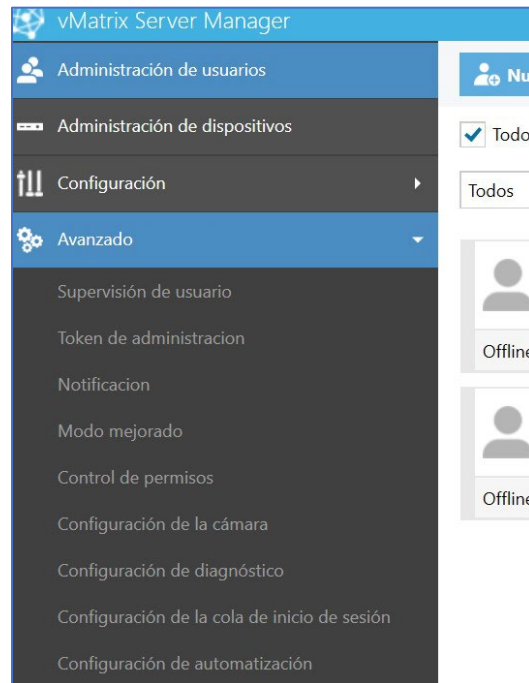 vMatrix Server Manager
Administración de usuarios
Administración de dispositivos
Configuración
Avanzado
Supervisión de usuario
Token de administracion
Notificacion
Modo mejorado
Control de permisos
Configuración de la cámara
Configuración de diagnóstico
Configuración de la cola de inicio de sesión
Configuración de automatización
Todos
Offline
Offline